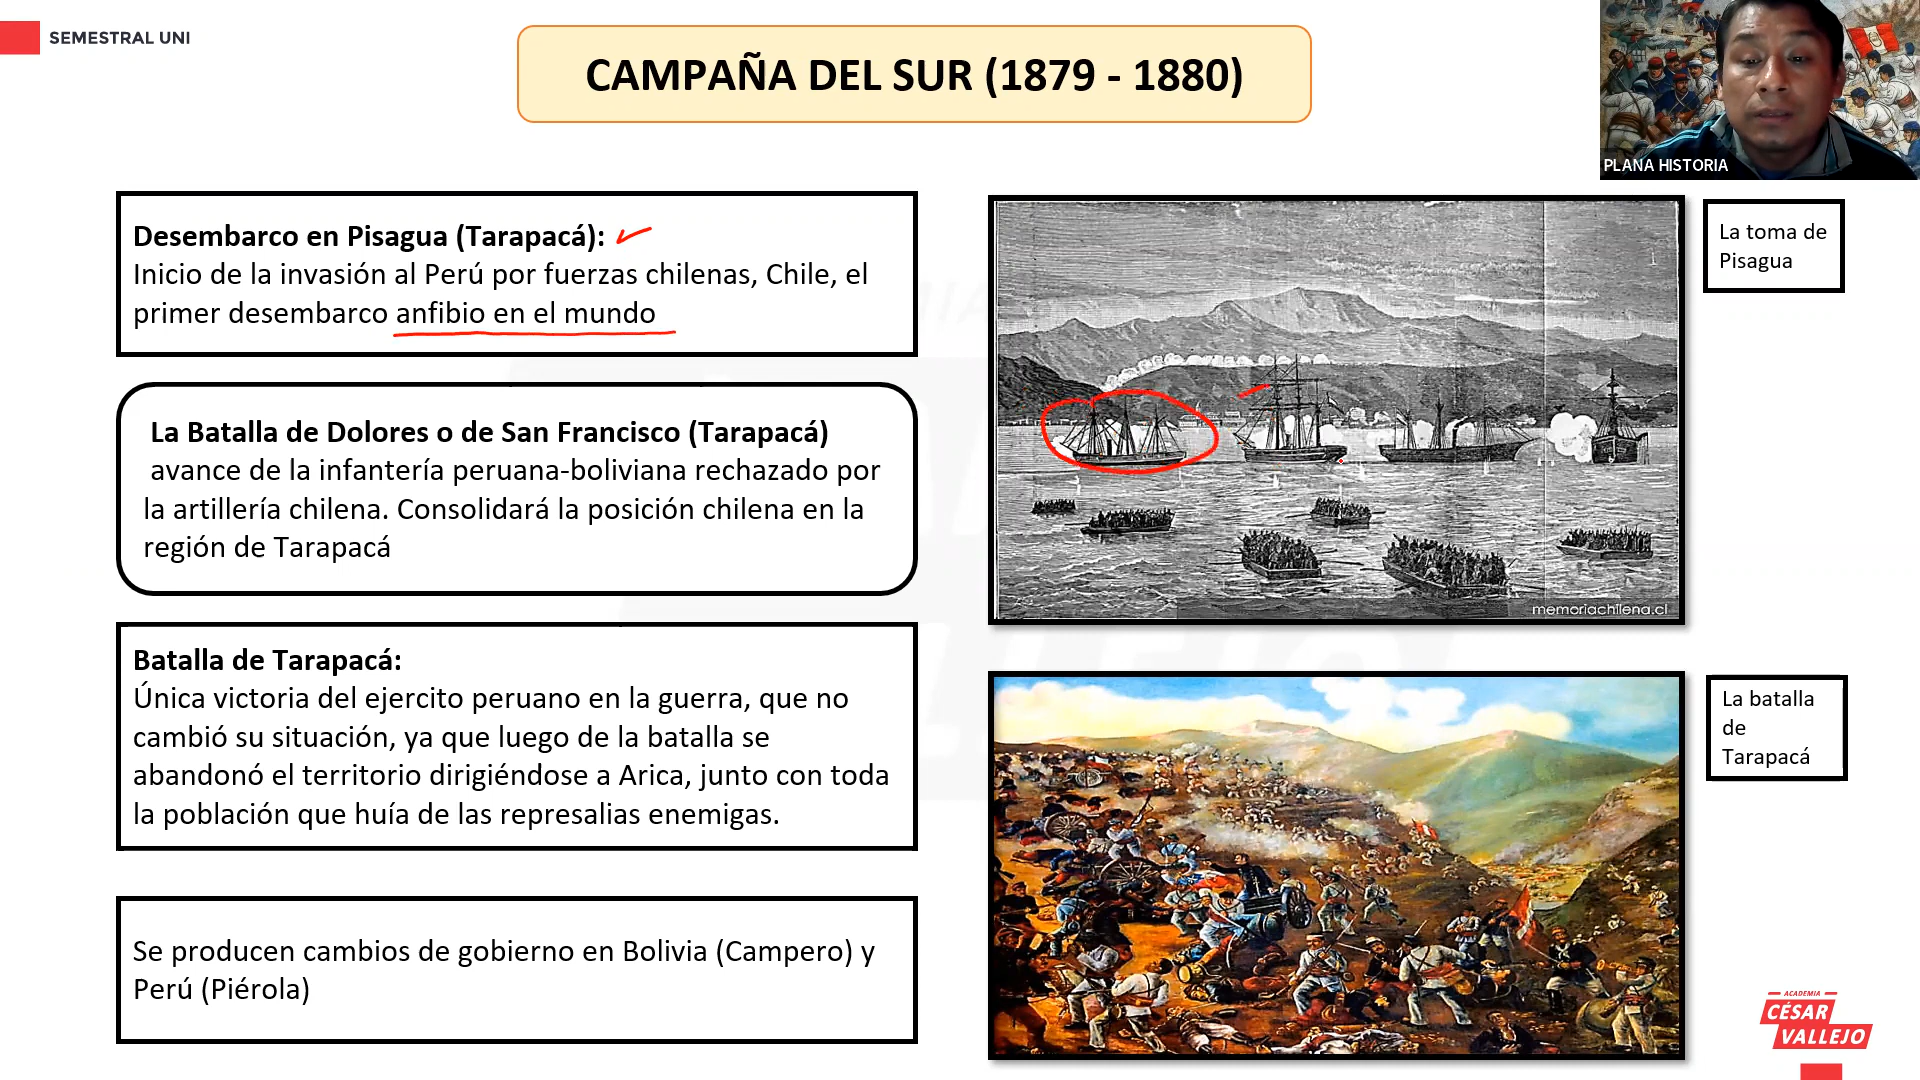 SEMESTRAL UNI
CAMPAÑA DEL SUR (1879 - 1880)
PLANA HISTORIA
Desembarco en Pisagua (Tarapacá):
Inicio de la invasión al Perú por fuerzas chilenas, Chile, el
primer desembarco anfibio en el mundo
La toma de
Pisagua
memoriachilena.cl
La Batalla de Dolores o de San Francisco (Tarapacá)
avance de la infantería peruana-boliviana rechazado por
la artillería chilena. Consolidará la posición chilena en la
región de Tarapacá
Batalla de Tarapacá:
Única victoria del ejercito peruano en la guerra, que no
cambió su situación, ya que luego de la batalla se
abandonó el territorio dirigiéndose a Arica, junto con toda
la población que huía de las represalias enemigas.
La batalla
de
Tarapacá
Se producen cambios de gobierno en Bolivia (Campero) y
Perú (Piérola)
ACADEMIA
CÉSAR
VALLEJO